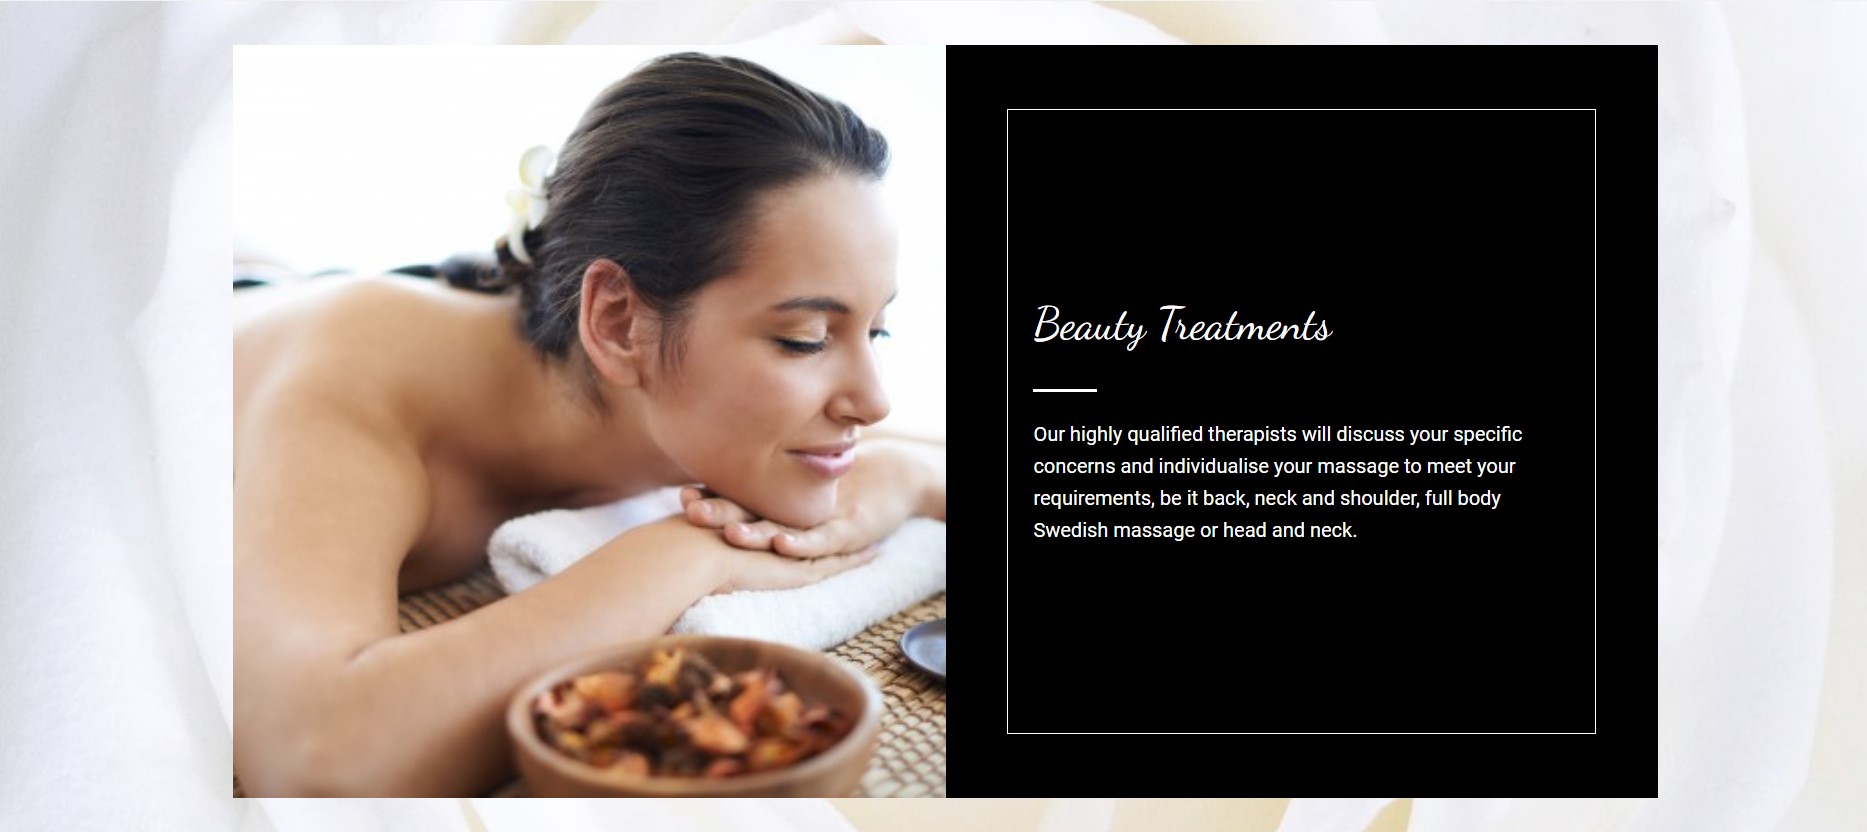 Beauty Treatments
Our highly qualified therapists will discuss your specific
concerns and individualise your massage to meet your
requirements, be it back, neck and shoulder, full body
Swedish massage or head and neck.